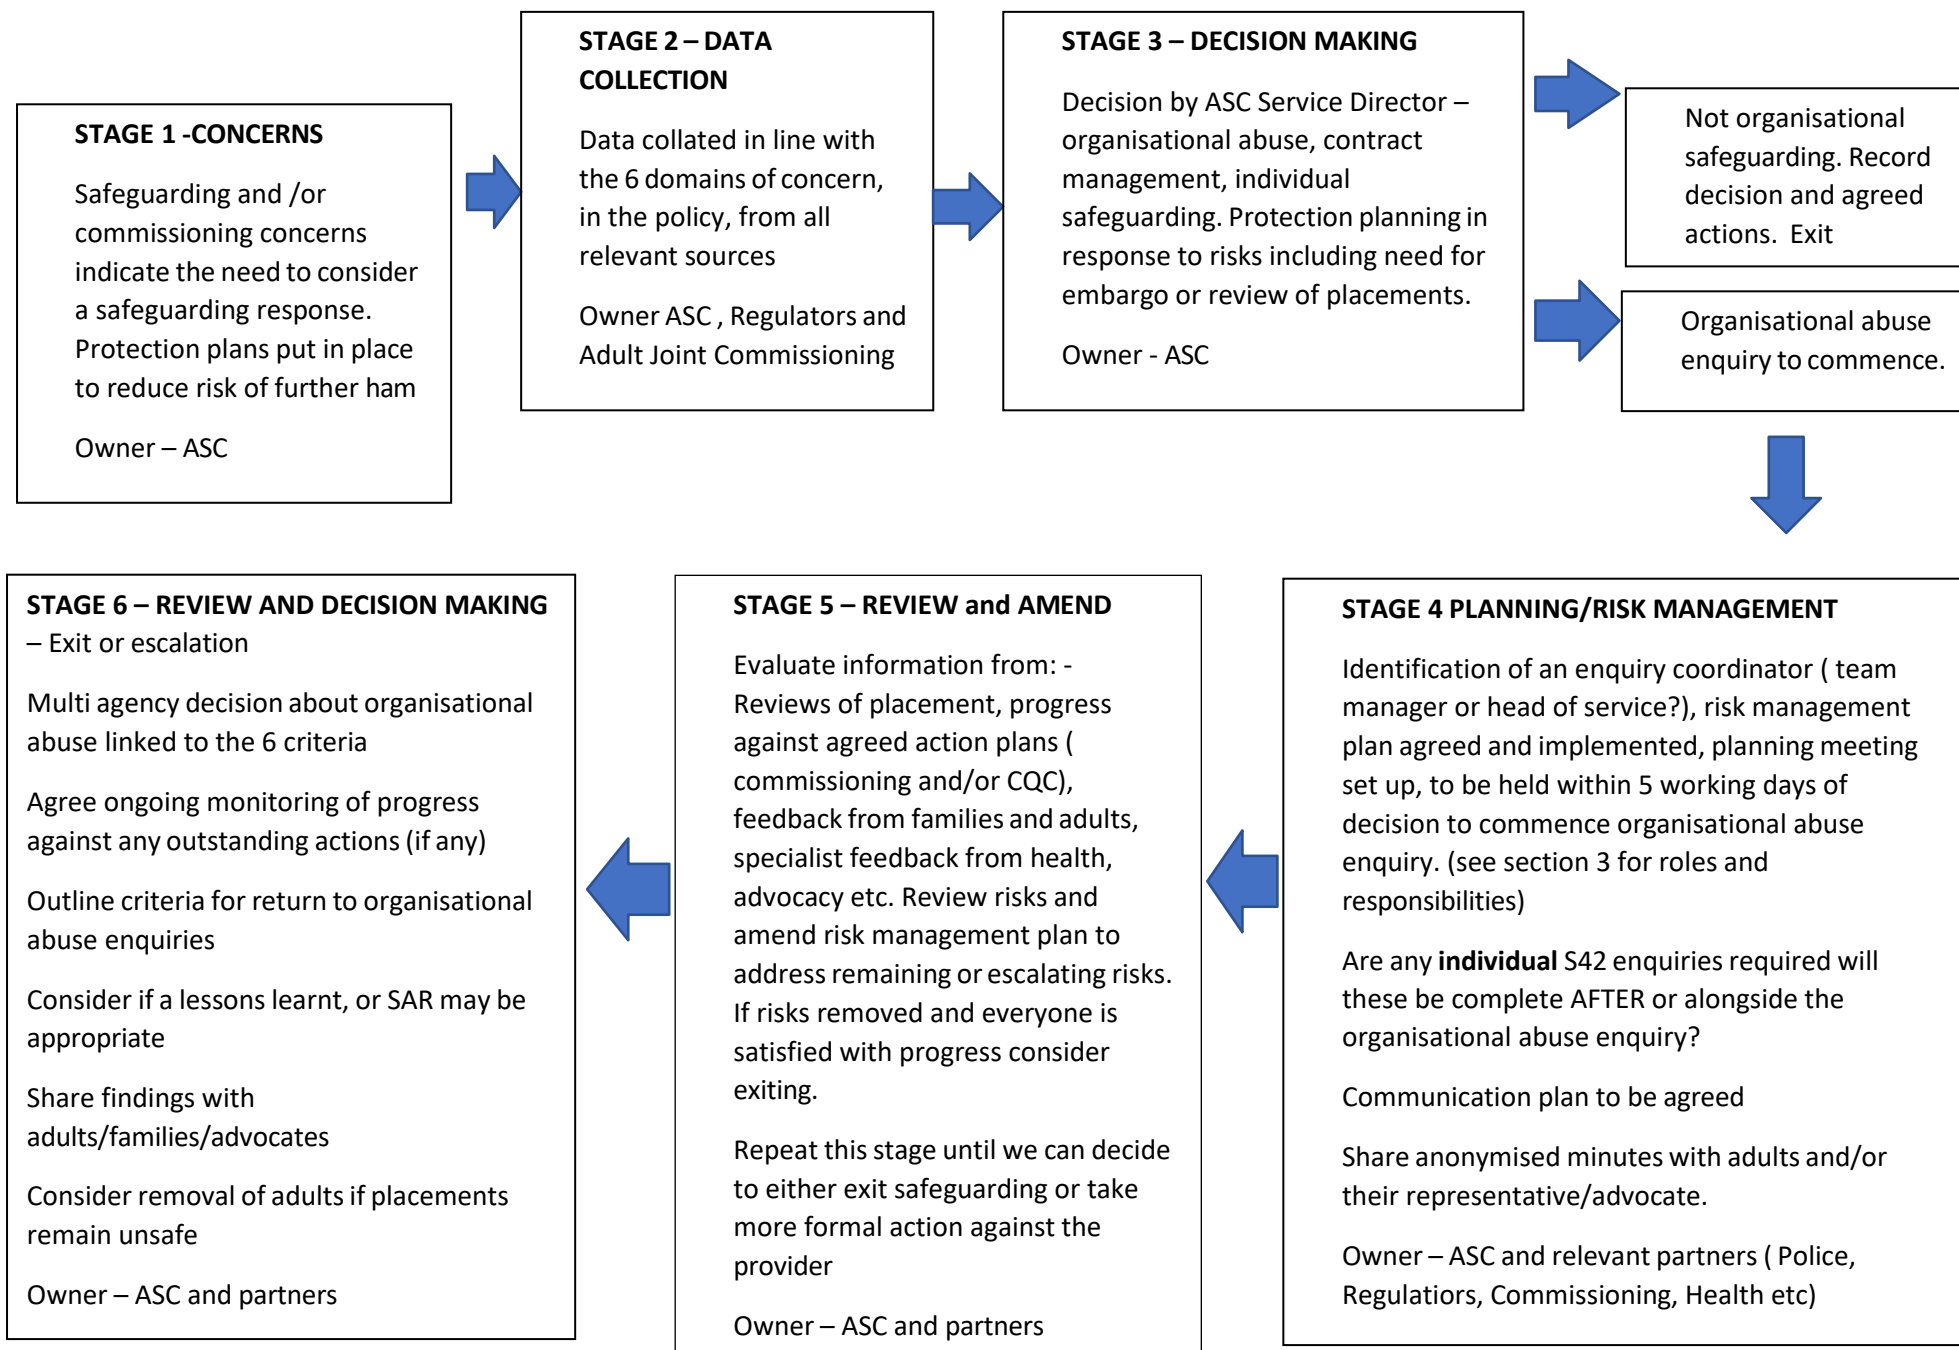 STAGE 1 -CONCERNS
Safeguarding and /or
commissioning concerns
indicate the need to consider
a safeguarding response.
Protection plans put in place
to reduce risk of further ham
Owner – ASC
STAGE 2 – DATA
COLLECTION
Data collated in line with
the 6 domains of concern,
in the policy, from all
relevant sources
Owner ASC , Regulators and
Adult Joint Commissioning
STAGE 3 – DECISION MAKING
Decision by ASC Service Director –
organisational abuse, contract
management, individual
safeguarding. Protection planning in
response to risks including need for
embargo or review of placements.
Owner - ASC
Not organisational
safeguarding. Record
decision and agreed
actions.  Exit
Organisational abuse
enquiry to commence.
STAGE 4 PLANNING/RISK MANAGEMENT
Identification of an enquiry coordinator ( team
manager or head of service?), risk management
plan agreed and implemented, planning meeting
set up, to be held within 5 working days of
decision to commence organisational abuse
enquiry. (see section 3 for roles and
responsibilities)
Are any individual S42 enquiries required will
these be complete AFTER or alongside the
organisational abuse enquiry?
Communication plan to be agreed
Share anonymised minutes with adults and/or
their representative/advocate.
Owner – ASC and relevant partners ( Police,
Regulatiors, Commissioning, Health etc)
STAGE 5 – REVIEW and AMEND
Evaluate information from: -
Reviews of placement, progress
against agreed action plans (
commissioning and/or CQC),
feedback from families and adults,
specialist feedback from health,
advocacy etc. Review risks and
amend risk management plan to
address remaining or escalating risks.
If risks removed and everyone is
satisfied with progress consider
exiting.
Repeat this stage until we can decide
to either exit safeguarding or take
more formal action against the
provider
Owner – ASC and partners
STAGE 6 – REVIEW AND DECISION MAKING
– Exit or escalation
Multi agency decision about organisational
abuse linked to the 6 criteria
Agree ongoing monitoring of progress
against any outstanding actions (if any)
Outline criteria for return to organisational
abuse enquiries
Consider if a lessons learnt, or SAR may be
appropriate
Share findings with
adults/families/advocates
Consider removal of adults if placements
remain unsafe
Owner – ASC and partners